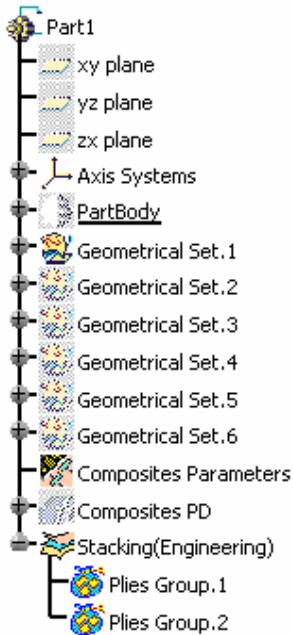 Part1
xy plane
yz plane
zx plane
Axis Systems
PartBody
Geometrical Set.1
Geometrical Set.2
Geometrical Set.3
Geometrical Set.4
Geometrical Set.5
Geometrical Set.6
Composites Parameters
Composites PD
Stacking(Engineering)
Plies Group.1
Plies Group.2